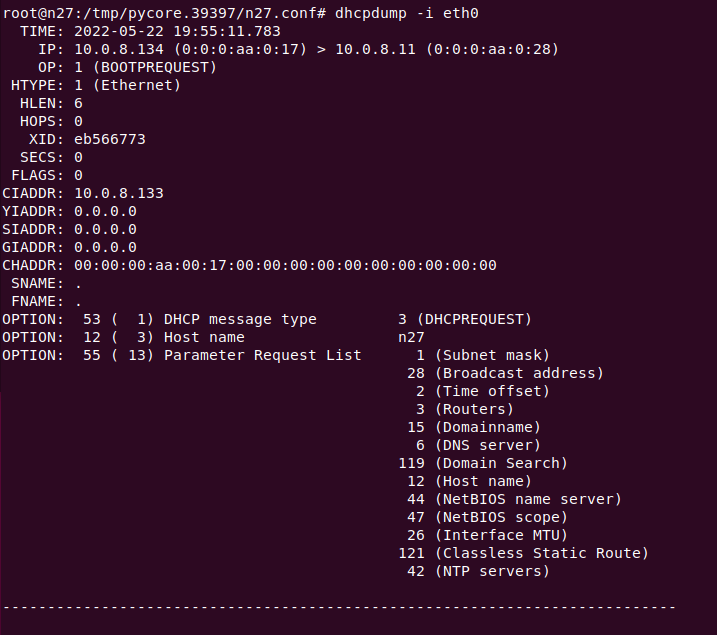 root@n27:/tmp/pycore.39397/n27.conf# dhcpdump -i eth0
  TIME: 2022-05-22 19:55:11.783
    IP: 10.0.8.134 (0:0:0:aa:0:17) > 10.0.8.11 (0:0:0:aa:0:28)
    OP: 1 (BOOTPREQUEST)
 HTYPE: 1 (Ethernet)
  HLEN: 6
  HOPS: 0
   XID: eb566773
  SECS: 0
 FLAGS: 0
CIADDR: 10.0.8.133
YIADDR: 0.0.0.0
SIADDR: 0.0.0.0
GIADDR: 0.0.0.0
CHADDR: 00:00:00:aa:00:17:00:00:00:00:00:00:00:00:00:00
 SNAME: .
 FNAME: .
OPTION:  53 (  1) DHCP message type         3 (DHCPREQUEST)
OPTION:  12 (  3) Host name                 n27
OPTION:  55 ( 13) Parameter Request List      1 (Subnet mask)
                                             28 (Broadcast address)
                                              2 (Time offset)
                                              3 (Routers)
                                             15 (Domainname)
                                              6 (DNS server)
                                            119 (Domain Search)
                                             12 (Host name)
                                             44 (NetBIOS name server)
                                             47 (NetBIOS scope)
                                             26 (Interface MTU)
                                            121 (Classless Static Route)
                                             42 (NTP servers)
---------------------------------------------------------------------------